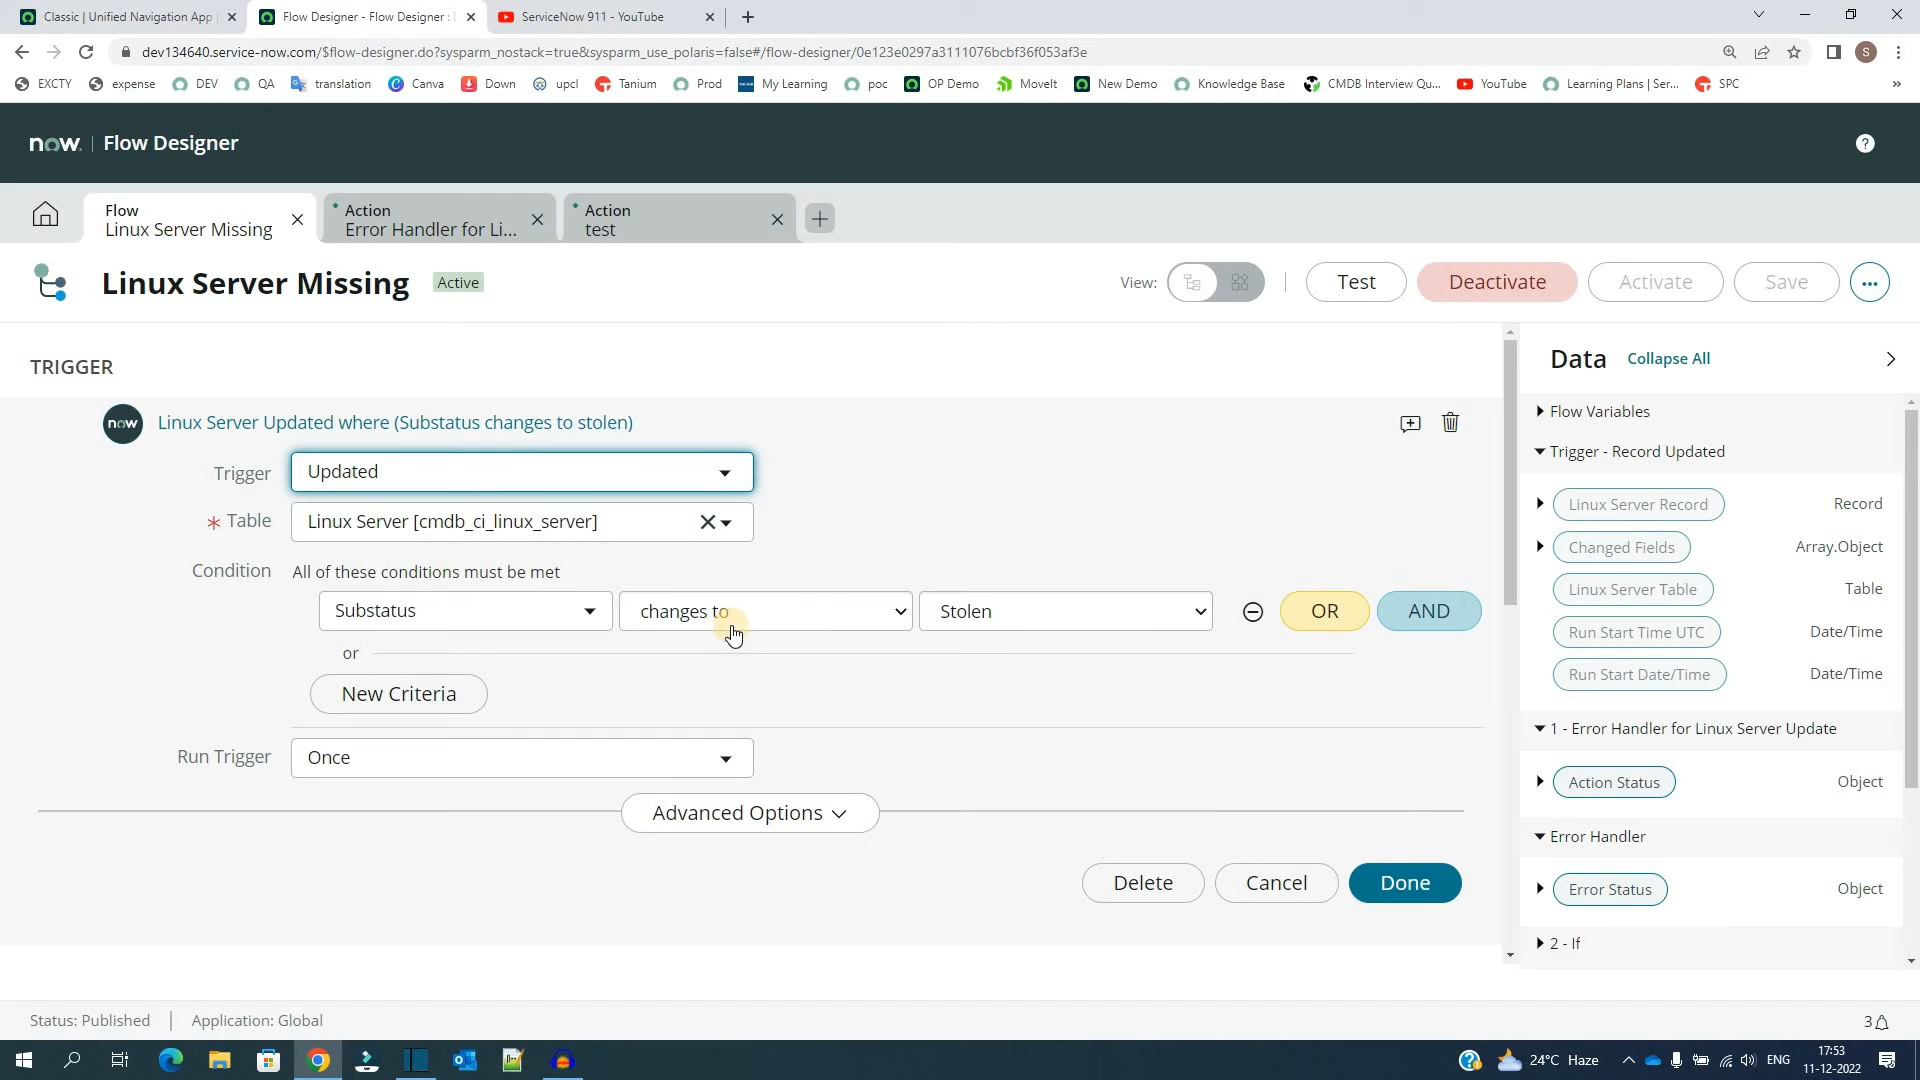 Classic | Unified Navigation App
Flow Designer - Flow Designer :
ServiceNow 911 - YouTube
dev134640.service-now.com/$flow-designer.do?sysparm_nostack=true&sysparm_use_polaris=false#/flow-designer/0e123e0297a3111076bcbf36f053af3e
S
EXCTY expense DEV QA translation Canva Down upcl Tanium Prod My Learning poc OP Demo MoveIt New Demo Knowledge Base CMDB Interview Qu... YouTube Learning Plans | Ser... SPC »
now. | Flow Designer
?
Flow
Linux Server Missing
Action
Error Handler for Li...
Action
test
Linux Server Missing
Active
View:
Test
Deactivate
Activate
Save
...
TRIGGER
now
Linux Server Updated where (Substatus changes to stolen)
Trigger
Updated
* Table
Linux Server [cmdb_ci_linux_server]
Condition
All of these conditions must be met
Substatus
changes to
Stolen
OR
AND
or
New Criteria
Run Trigger
Once
Advanced Options
Delete
Cancel
Done
Data
Collapse All
Flow Variables
Trigger - Record Updated
Linux Server Record Record
Changed Fields Array.Object
Linux Server Table Table
Run Start Time UTC Date/Time
Run Start Date/Time Date/Time
1 - Error Handler for Linux Server Update
Action Status Object
Error Handler
Error Status Object
2 - If
Status: Published | Application: Global
3
24°C Haze
ENG
17:53
11-12-2022